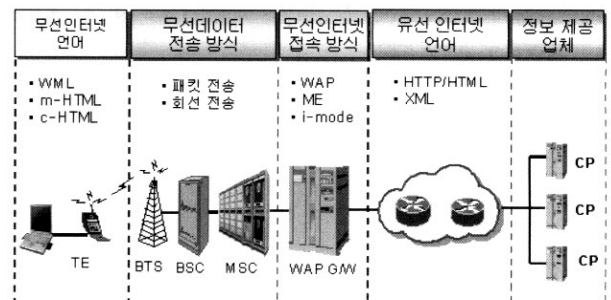 무선인터넷
언어
무선데이터
전송 방식
무선인터넷
접속 방식
유선 인터넷
언어
정보 제공
업체
▪ WML
▪ m-HTML
▪ c-HTML
▪ 패킷 전송
▪ 회선 전송
▪ WAP
▪ ME
▪ i-mode
▪ HTTP/HTML
▪ XML
CP
CP
CP
TE
BTS
BSC
MSC
WAP G/W